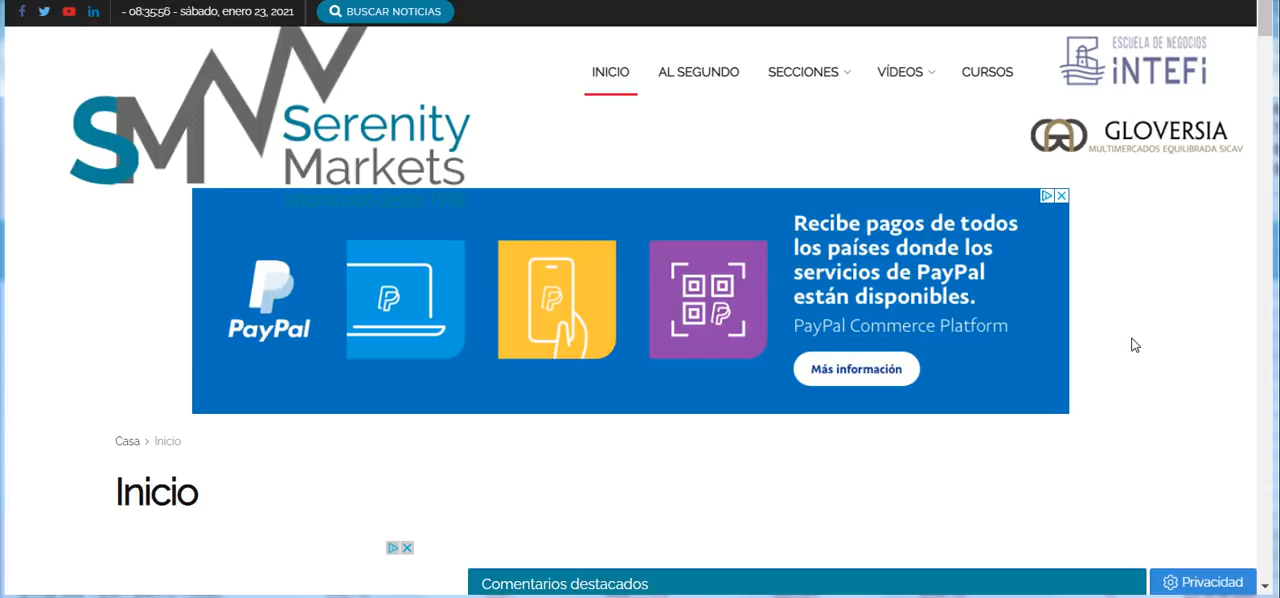 - 08:35:56 - sábado, enero 23, 2021
BUSCAR NOTICIAS
SMN
Serenity
Markets
INICIO
AL SEGUNDO
SECCIONES
VÍDEOS
CURSOS
ESCUELA DE NEGOCIOS
iNTEFi
GLOVERSIA
MULTIMERCADOS EQUILIBRADA SICAV
PayPal
Recibe pagos de todos
los países donde los
servicios de PayPal
están disponibles.
PayPal Commerce Platform
Más información
Casa > Inicio
Inicio
Comentarios destacados
Privacidad